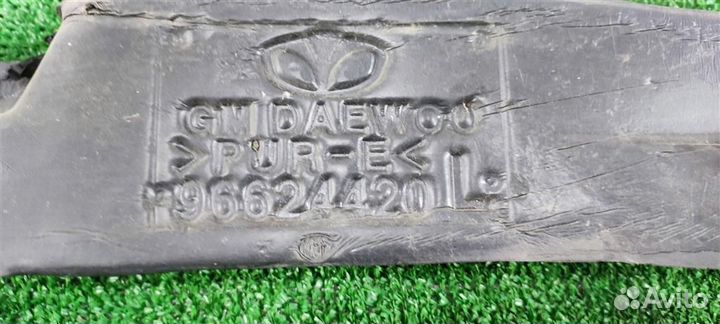 GM DAEWOO
>PUR-E<
96624420 L
Avito